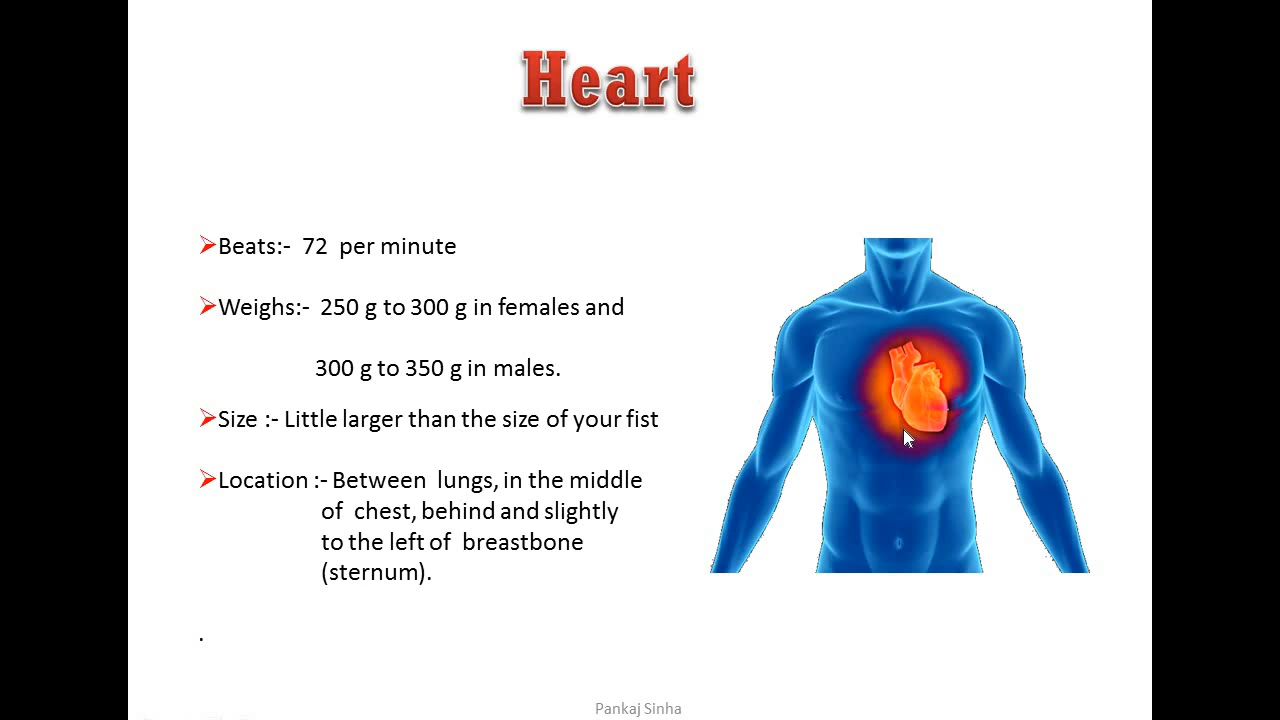 Heart
Beats:- 72 per minute
Weighs:- 250 g to 300 g in females and
300 g to 350 g in males.
Size :- Little larger than the size of your fist
Location :- Between lungs, in the middle
of chest, behind and slightly
to the left of breastbone
(sternum).
.
Pankaj Sinha